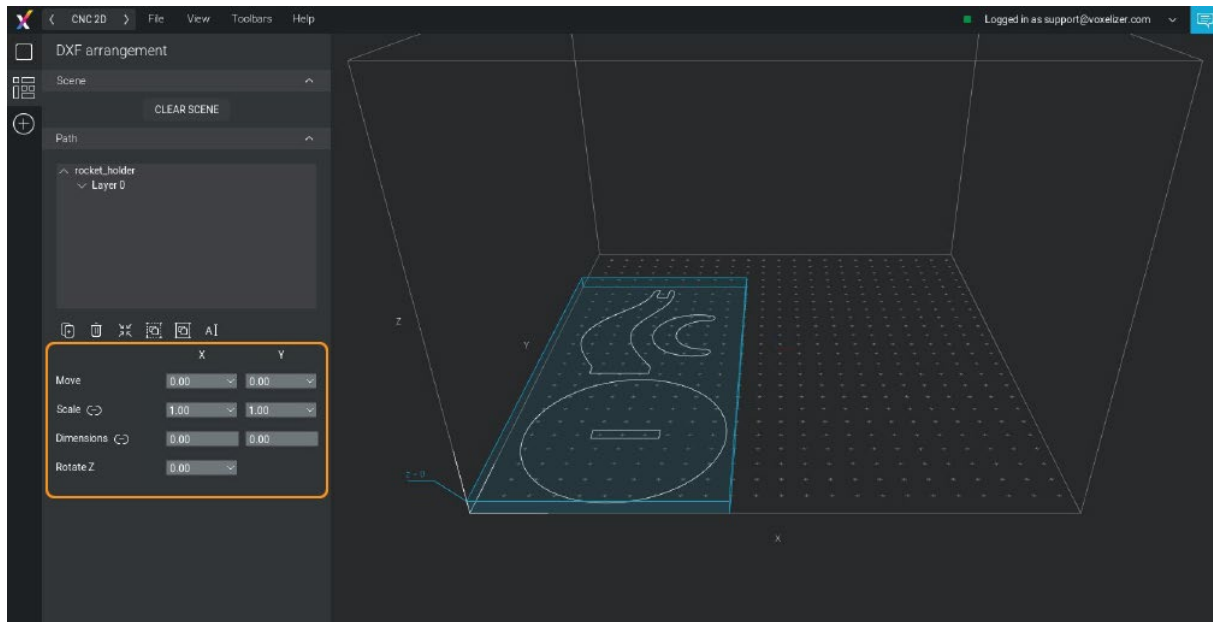 CNC 2D File View Toolbars Help Logged in as support@voxelizer.com
DXF arrangement
Scene
CLEAR SCENE
Path
rocket_holder
Layer 0
X Y
Move 0.00 0.00
Scale 1.00 1.00
Dimensions 0.00 0.00
Rotate Z 0.00
Z
Y
z = 0
X